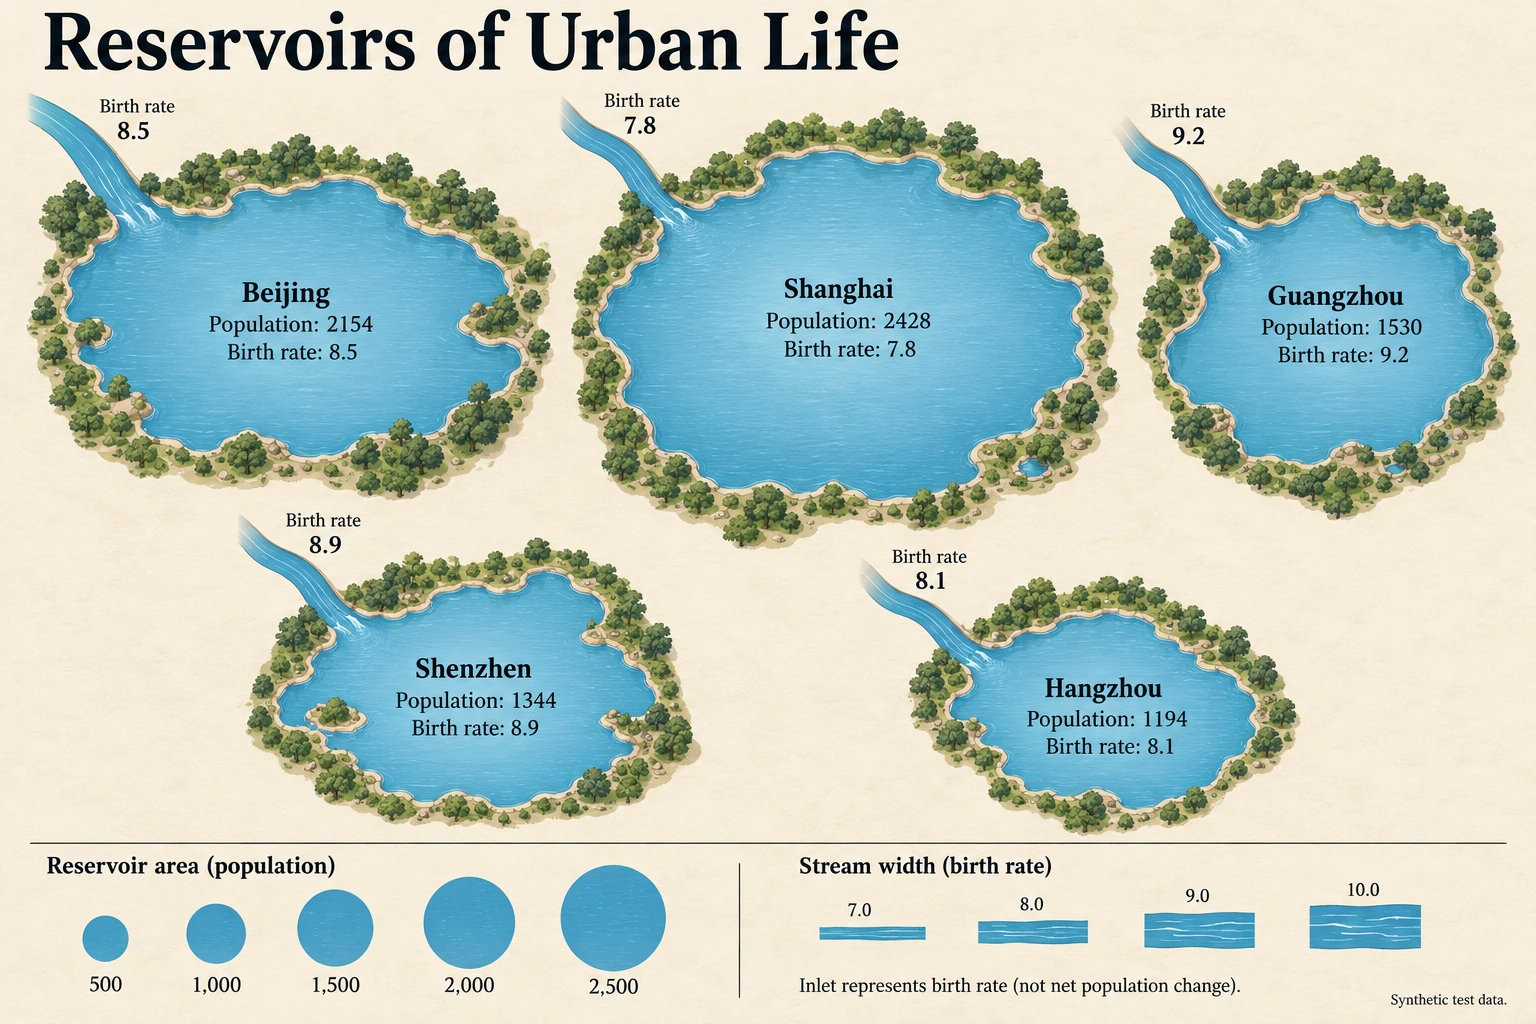 Reservoirs of Urban Life
Birth rate
8.5
Beijing
Population: 2154
Birth rate: 8.5
Birth rate
7.8
Shanghai
Population: 2428
Birth rate: 7.8
Birth rate
9.2
Guangzhou
Population: 1530
Birth rate: 9.2
Birth rate
8.9
Shenzhen
Population: 1344
Birth rate: 8.9
Birth rate
8.1
Hangzhou
Population: 1194
Birth rate: 8.1
Reservoir area (population)
500
1,000
1,500
2,000
2,500
Stream width (birth rate)
7.0
8.0
9.0
10.0
Inlet represents birth rate (not net population change).
Synthetic test data.